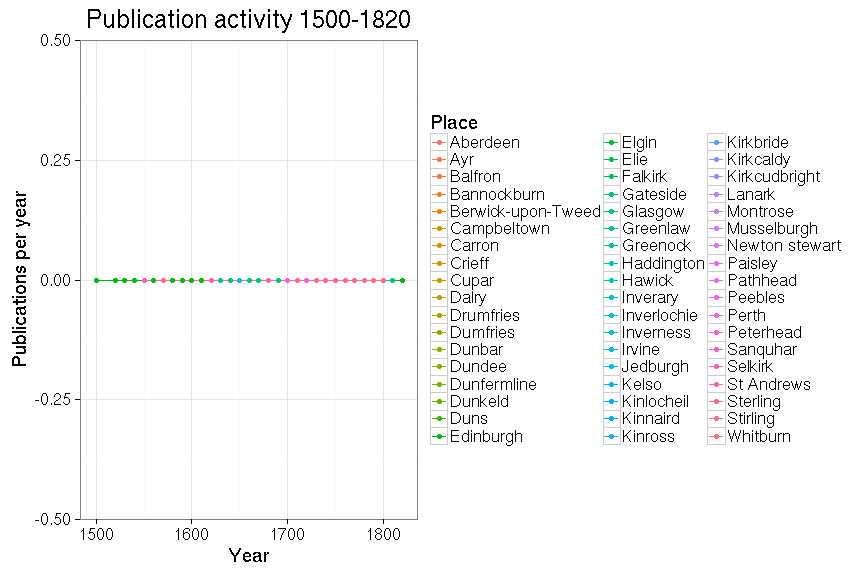 Publication activity 1500-1820
0.50
0.25
0.00
-0.25
-0.50
Publications per year
1500
1600
1700
1800
Year
Place
Aberdeen
Ayr
Balfron
Bannockburn
Berwick-upon-Tweed
Campbeltown
Carron
Crieff
Cupar
Dalry
Drumfries
Dumfries
Dunbar
Dundee
Dunfermline
Dunkeld
Duns
Edinburgh
Elgin
Elie
Falkirk
Gateside
Glasgow
Greenlaw
Greenock
Haddington
Hawick
Inverary
Inverlochie
Inverness
Irvine
Jedburgh
Kelso
Kinlocheil
Kinnaird
Kinross
Kirkbride
Kirkcaldy
Kirkcudbright
Lanark
Montrose
Musselburgh
Newton stewart
Paisley
Pathhead
Peebles
Perth
Peterhead
Sanquhar
Selkirk
St Andrews
Sterling
Stirling
Whitburn